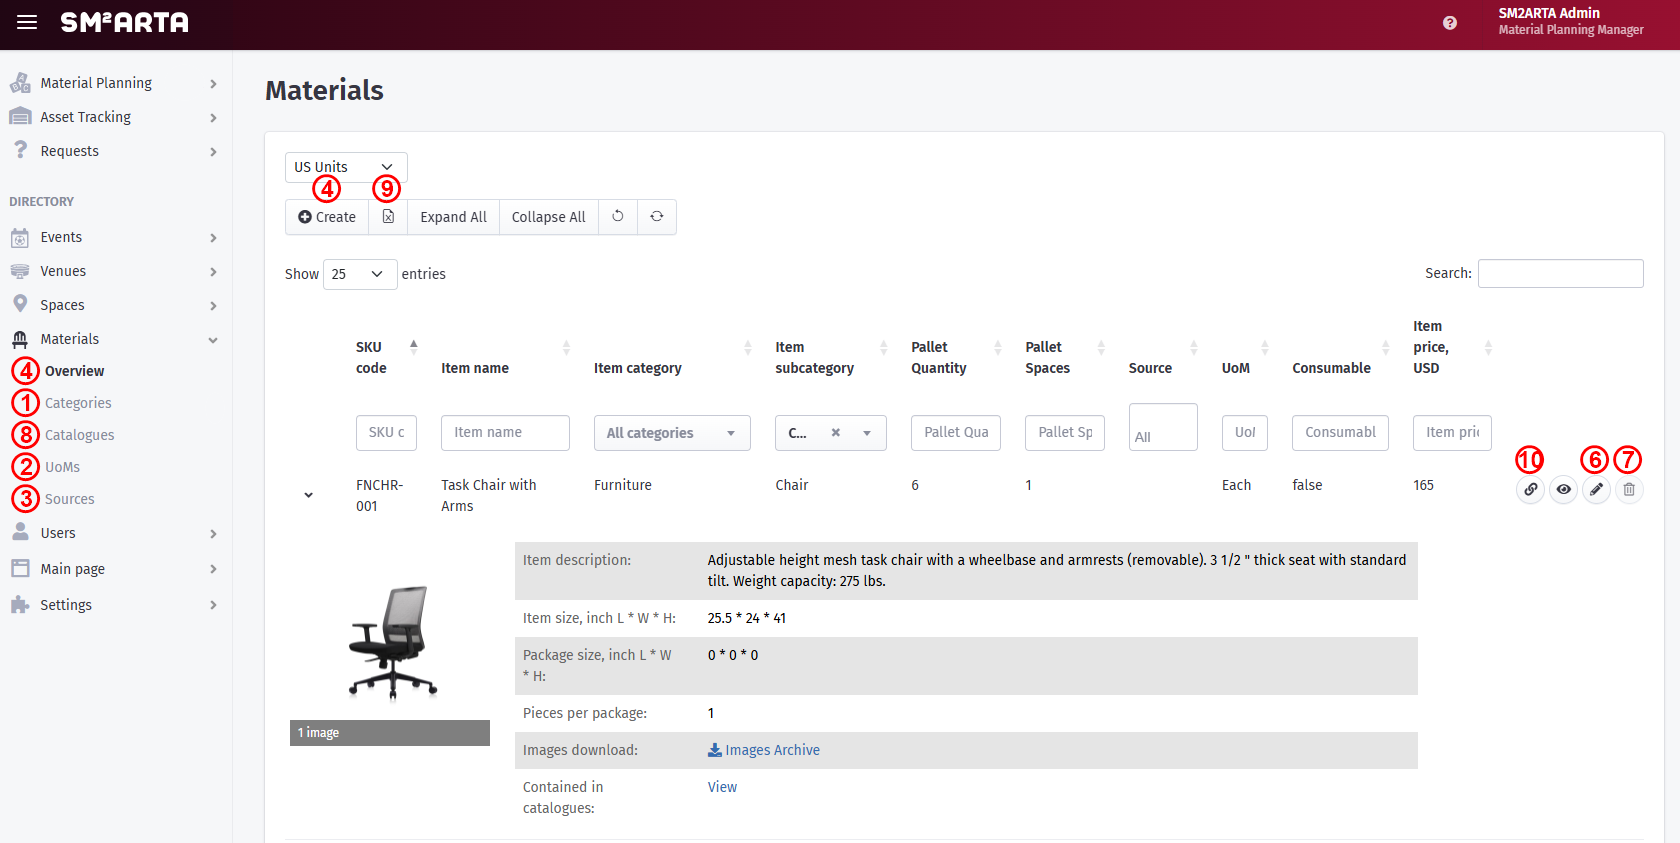 SM²ARTA
SM2ARTA Admin
Material Planning Manager
Material Planning
Asset Tracking
Requests
DIRECTORY
Events
Venues
Spaces
Materials
4 Overview
1 Categories
8 Catalogues
2 UoMs
3 Sources
Users
Main page
Settings
Materials
US Units
4 9
Create Expand All Collapse All
Show 25 entries
Search:
SKU code
Item name
Item category
Item subcategory
Pallet Quantity
Pallet Spaces
Source
UoM
Consumable
Item price, USD
SKU c Item name All categories C... × Pallet Qua Pallet Sp All UoM Consumabl Item pri
10 6 7
FNCHR-001 Task Chair with Arms Furniture Chair 6 1 Each false 165
1 image
Item description: Adjustable height mesh task chair with a wheelbase and armrests (removable). 3 1/2 " thick seat with standard
tilt. Weight capacity: 275 lbs.
Item size, inch L * W * H: 25.5 * 24 * 41
Package size, inch L * W * H: 0 * 0 * 0
Pieces per package: 1
Images download: Images Archive
Contained in catalogues: View